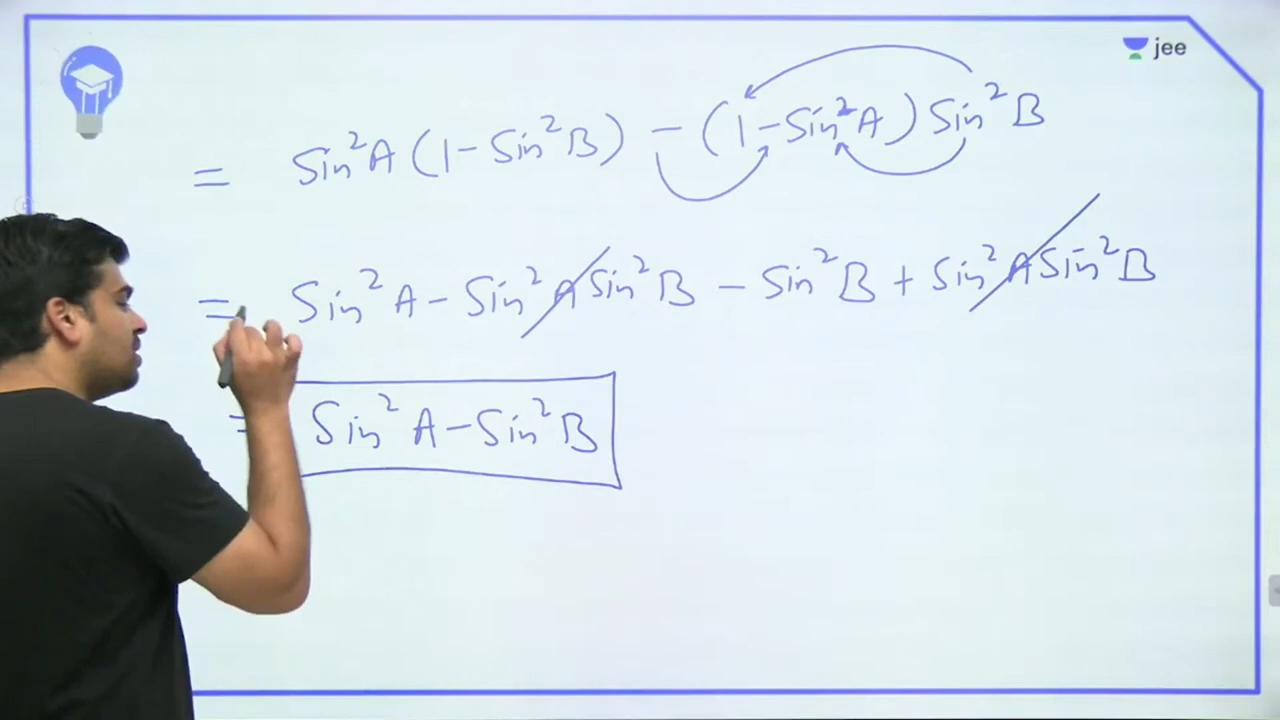 jee
= Sin²A (1 - Sin²B) - (1 - Sin²A) Sin²B
= Sin²A - Sin²A Sin²B - Sin²B + Sin²A Sin²B
= Sin²A - Sin²B